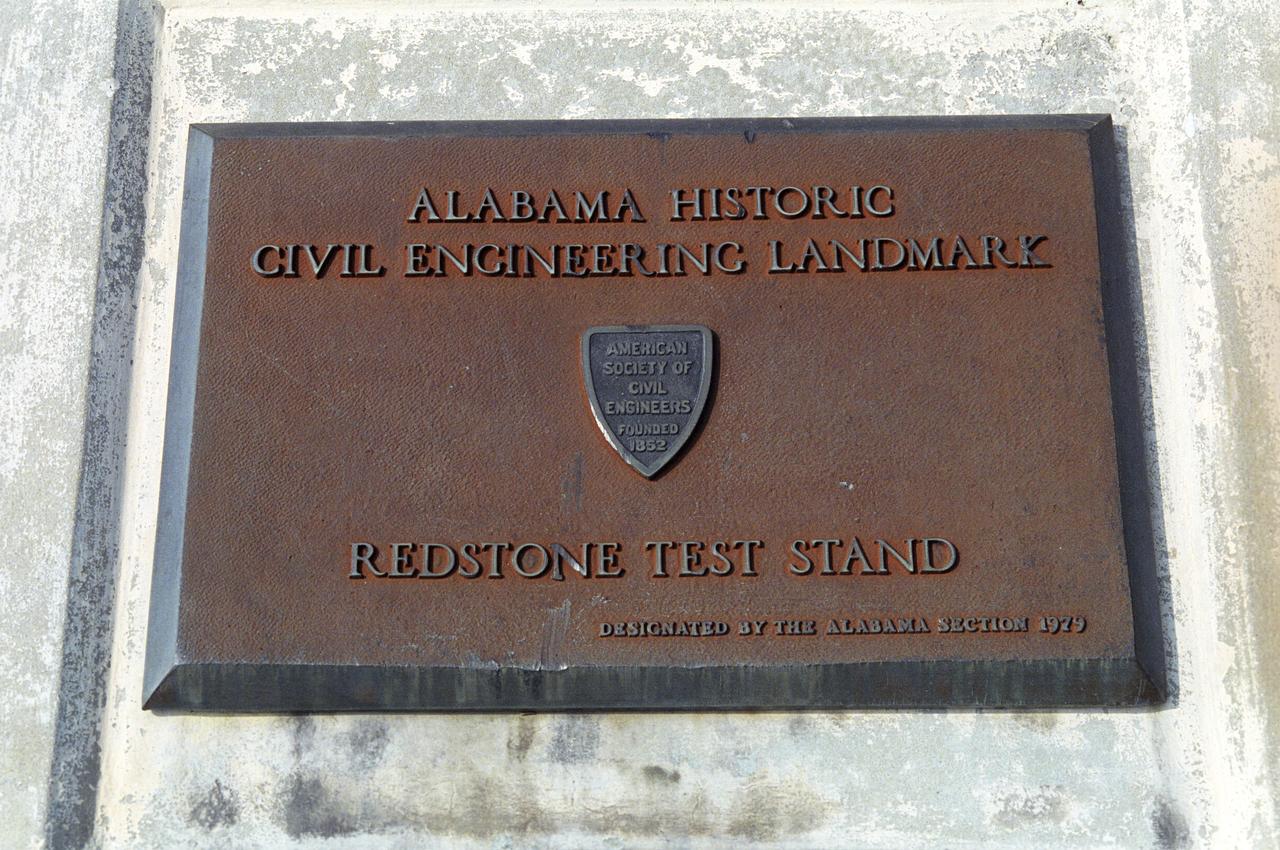 ALABAMA HISTORIC
CIVIL ENGINEERING LANDMARK
AMERICAN
SOCIETY OF
CIVIL
ENGINEERS
FOUNDED
1852
REDSTONE TEST STAND
DESIGNATED BY THE ALABAMA SECTION 1979